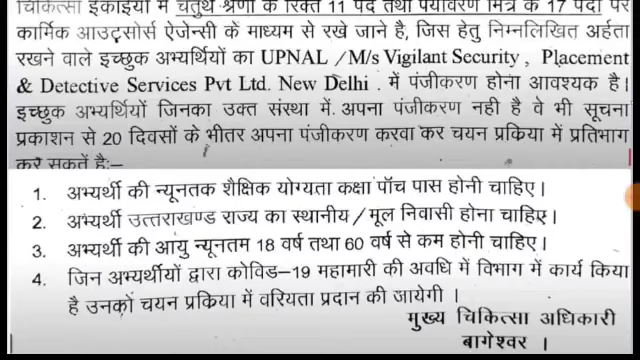 चिकित्सा इकाइयों में चतुर्थ श्रेणी के रिक्त 11 पद तथा पर्यावरण मित्र के 17 पदों पर
कार्मिक आउट्सोर्स ऐजेन्सी के माध्यम से रखे जाने है, जिस हेतु निम्नलिखित अर्हता
रखने वाले इच्छुक अभ्यर्थियों का UPNAL / M/s Vigilant Security, Placement
& Detective Services Pvt Ltd. New Delhi . में पंजीकरण होना आवश्यक है।
इच्छुक अभ्यर्थियों जिनका उक्त संस्था में. अपना पंजीकरण नही है वे भी सूचना
प्रकाशन से 20 दिवसों के भीतर अपना पंजीकरण करवा कर चयन प्रकिया में प्रतिभाग
कर सकतें है:–
1. अभ्यर्थी की न्यूनतक शैक्षिक योग्यता कक्षा पॉच पास होनी चाहिए।
2. अभ्यर्थी उत्तराखण्ड राज्य का स्थानीय / मूल निवासी होना चाहिए।
3. अभ्यर्थी की आयु न्यूनतम 18 वर्ष तथा 60 वर्ष से कम होनी चाहिए।
4. जिन अभ्यर्थीयों द्वारा कोविड–19 महामारी की अवधि में विभाग में कार्य किया
है उनको चयन प्रकिया में वरियता प्रदान की जायेगी ।
मुख्य चिकित्सा अधिकारी
बागेश्वर ।